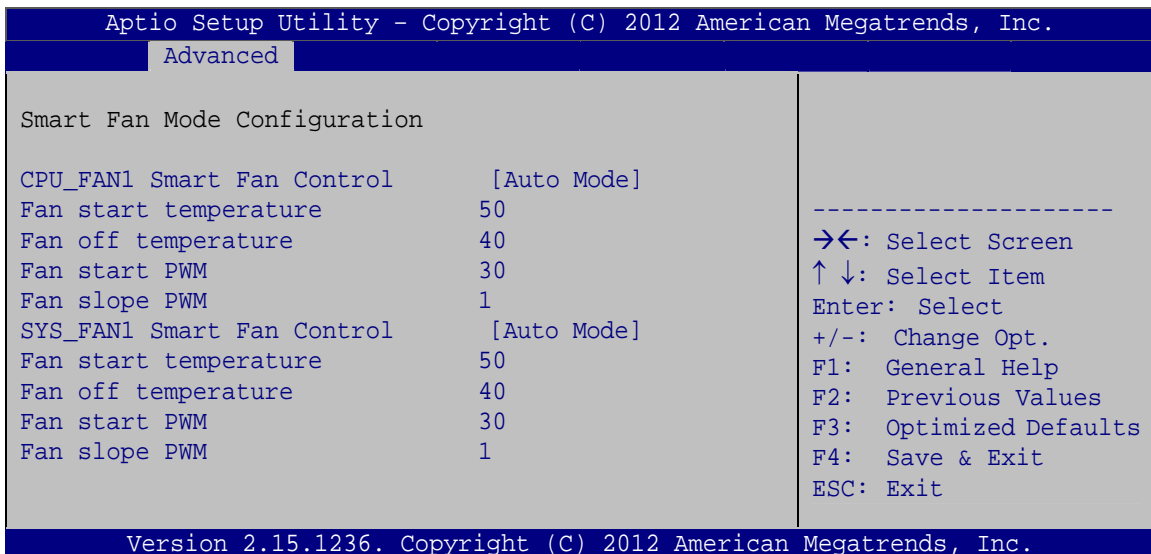 Aptio Setup Utility – Copyright (C) 2012 American Megatrends, Inc.
Advanced
Smart Fan Mode Configuration
CPU_FAN1 Smart Fan Control [Auto Mode]
Fan start temperature 50
Fan off temperature 40
Fan start PWM 30
Fan slope PWM 1
SYS_FAN1 Smart Fan Control [Auto Mode]
Fan start temperature 50
Fan off temperature 40
Fan start PWM 30
Fan slope PWM 1
---------------------
→←: Select Screen
↑ ↓: Select Item
Enter: Select
+/-: Change Opt.
F1: General Help
F2: Previous Values
F3: Optimized Defaults
F4: Save & Exit
ESC: Exit
Version 2.15.1236. Copyright (C) 2012 American Megatrends, Inc.